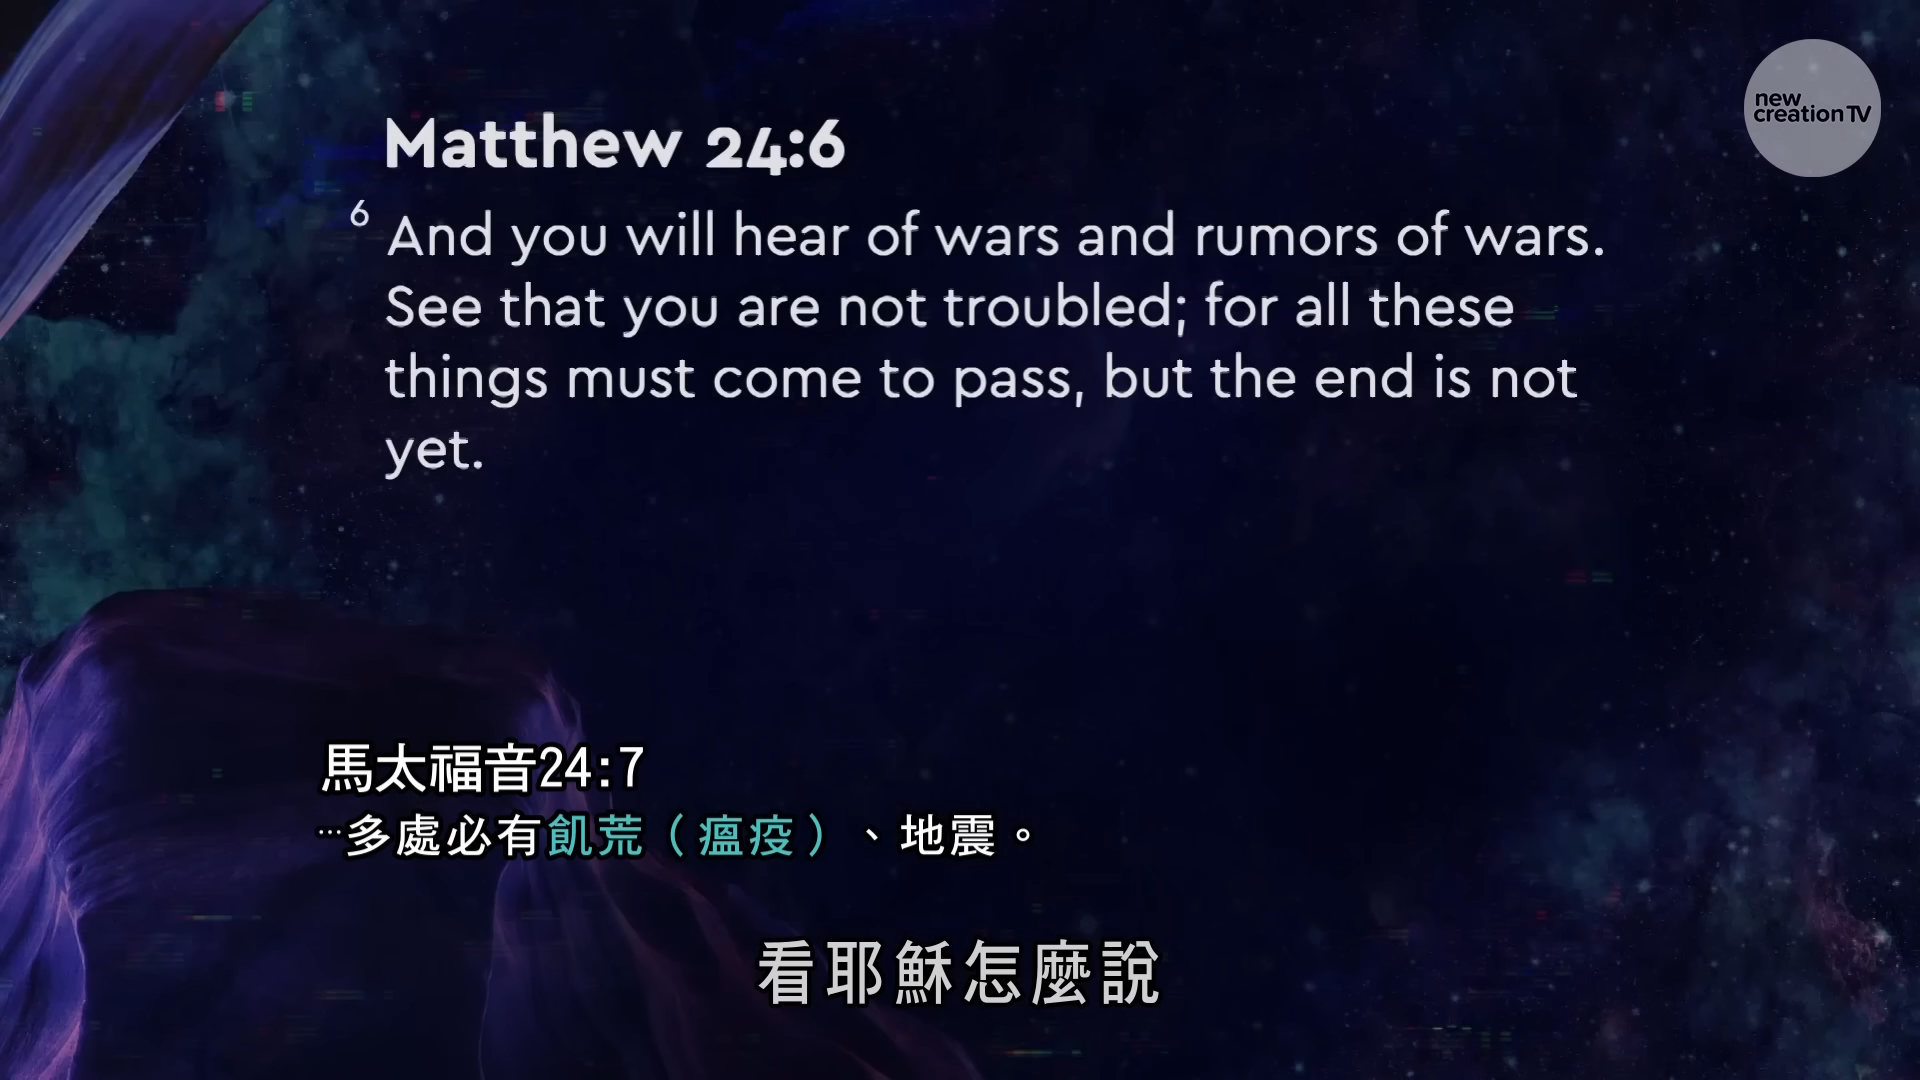 new
creationTV
Matthew 24:6
6 And you will hear of wars and rumors of wars.
See that you are not troubled; for all these
things must come to pass, but the end is not
yet.
馬太福音24:7
…多處必有飢荒（瘟疫）、地震。
看耶穌怎麼說